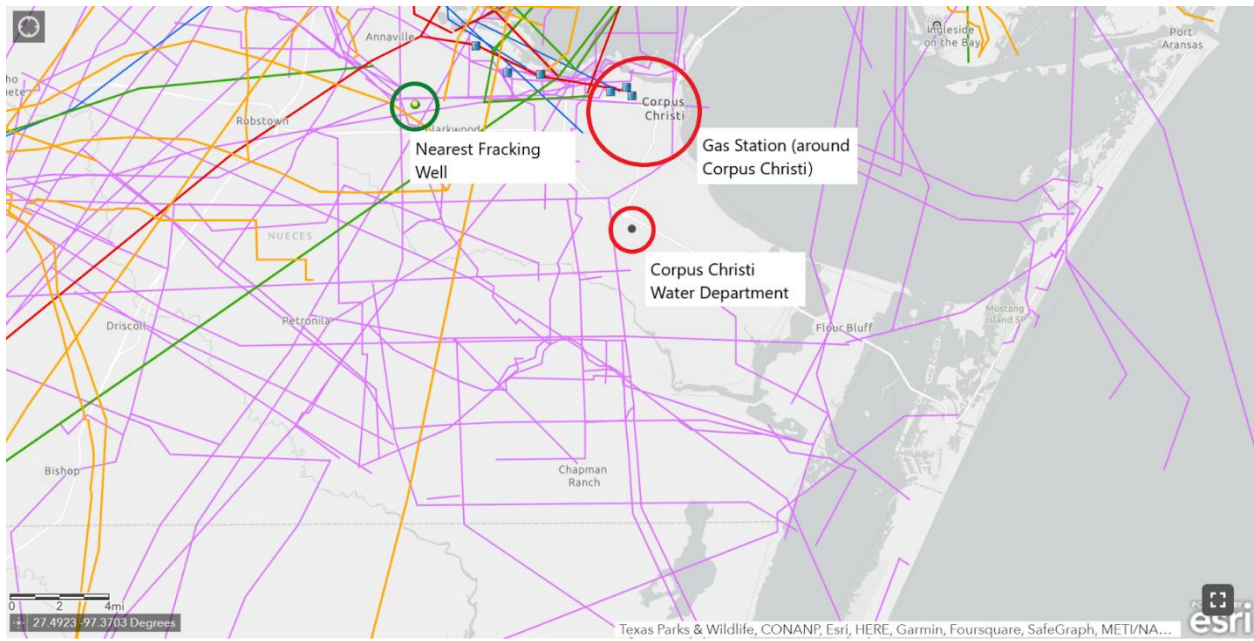 Annaville
Ingleside
on the Bay
Port
Aransas
Corpus
Christi
Robstown
Clarkwood
Nearest Fracking
Well
Gas Station (around
Corpus Christi)
NUECES
Corpus Christi
Water Department
Mustang
Island SP
Driscoll
Petronila
Flour Bluff
Bishop
Chapman
Ranch
0 2 4mi
27.4923 -97.3703 Degrees
Texas Parks & Wildlife, CONANP, Esri, HERE, Garmin, Foursquare, SafeGraph, METI/NA...
esri